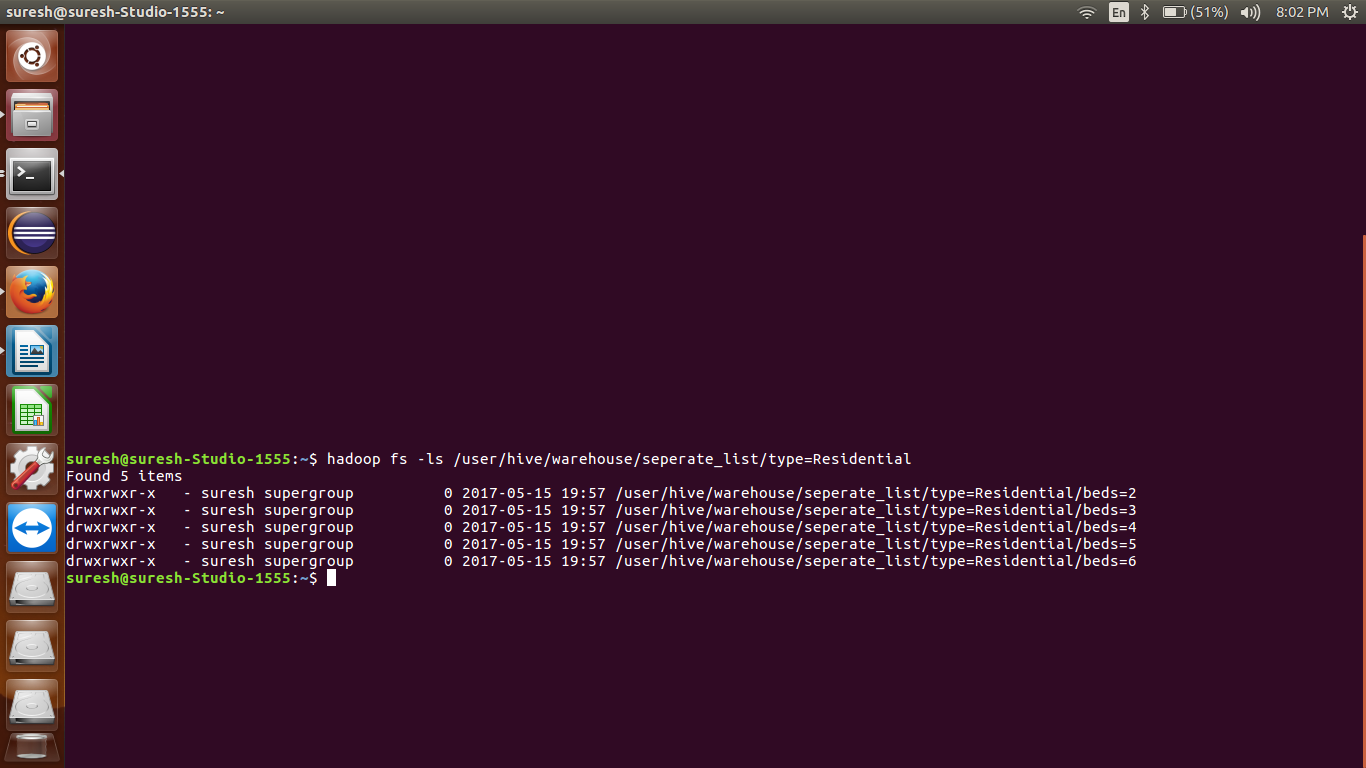 suresh@suresh-Studio-1555: ~
En
(51%)
8:02 PM
suresh@suresh-Studio-1555:~$ hadoop fs -ls /user/hive/warehouse/seperate_list/type=Residential
Found 5 items
drwxrwxr-x   - suresh supergroup          0 2017-05-15 19:57 /user/hive/warehouse/seperate_list/type=Residential/beds=2
drwxrwxr-x   - suresh supergroup          0 2017-05-15 19:57 /user/hive/warehouse/seperate_list/type=Residential/beds=3
drwxrwxr-x   - suresh supergroup          0 2017-05-15 19:57 /user/hive/warehouse/seperate_list/type=Residential/beds=4
drwxrwxr-x   - suresh supergroup          0 2017-05-15 19:57 /user/hive/warehouse/seperate_list/type=Residential/beds=5
drwxrwxr-x   - suresh supergroup          0 2017-05-15 19:57 /user/hive/warehouse/seperate_list/type=Residential/beds=6
suresh@suresh-Studio-1555:~$